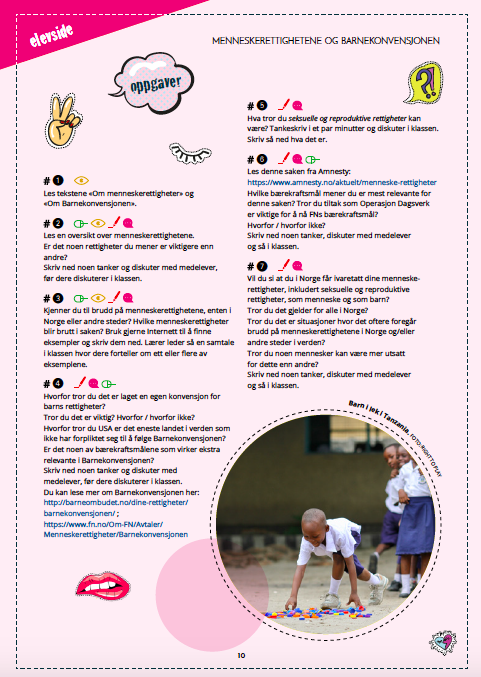 elevside
MENNESKERETTIGHETENE OG BARNEKONVENSJONEN
oppgaver
# 1
Les tekstene «Om menneskerettigheter» og
«Om Barnekonvensjonen».
# 2
Les en oversikt over menneskerettighetene.
Er det noen rettigheter du mener er viktigere enn
andre?
Skriv ned noen tanker og diskuter med medelever,
før dere diskuterer i klassen.
# 3
Kjenner du til brudd på menneskerettighetene, enten i
Norge eller andre steder? Hvilke menneskerettigheter
blir brutt i saken? Bruk gjerne Internett til å finne
eksempler og skriv dem ned. Lærer leder så en samtale
i klassen hvor dere forteller om ett eller flere av
eksemplene.
# 4
Hvorfor tror du det er laget en egen konvensjon for
barns rettigheter?
Tror du det er viktig? Hvorfor / hvorfor ikke?
Hvorfor tror du USA er det eneste landet i verden som
ikke har forpliktet seg til å følge Barnekonvensjonen?
Er det noen av bærekraftsmålene som virker ekstra
relevante i Barnekonvensjonen?
Skriv ned noen tanker og diskuter med
medelever, før dere diskuterer i klassen.
Du kan lese mer om Barnekonvensjonen her:
http://barneombudet.no/dine-rettigheter/
barnekonvensjonen/ ;
https://www.fn.no/Om-FN/Avtaler/
Menneskerettigheter/Barnekonvensjonen
# 5
Hva tror du seksuelle og reproduktive rettigheter kan
være? Tankeskriv i et par minutter og diskuter i klassen.
Skriv så ned hva det er.
# 6
Les denne saken fra Amnesty:
https://www.amnesty.no/aktuelt/menneske-rettigheter
Hvilke bærekraftsmål mener du er mest relevante for
denne saken? Tror du tiltak som Operasjon Dagsverk
er viktige for å nå FNs bærekraftsmål?
Hvorfor / hvorfor ikke?
Skriv ned noen tanker, diskuter med medelever
og så i klassen.
# 7
Vil du si at du i Norge får ivaretatt dine menneske-
rettigheter, inkludert seksuelle og reproduktive
rettigheter, som menneske og som barn?
Tror du det gjelder for alle i Norge?
Tror du det er situasjoner hvor det oftere foregår
brudd på menneskerettighetene i Norge og/eller
andre steder i verden?
Tror du noen mennesker kan være mer utsatt
for dette enn andre?
Skriv ned noen tanker, diskuter med medelever
og så i klassen.
Barn i lek i Tanzania. FOTO: RIGHT TO PLAY
10